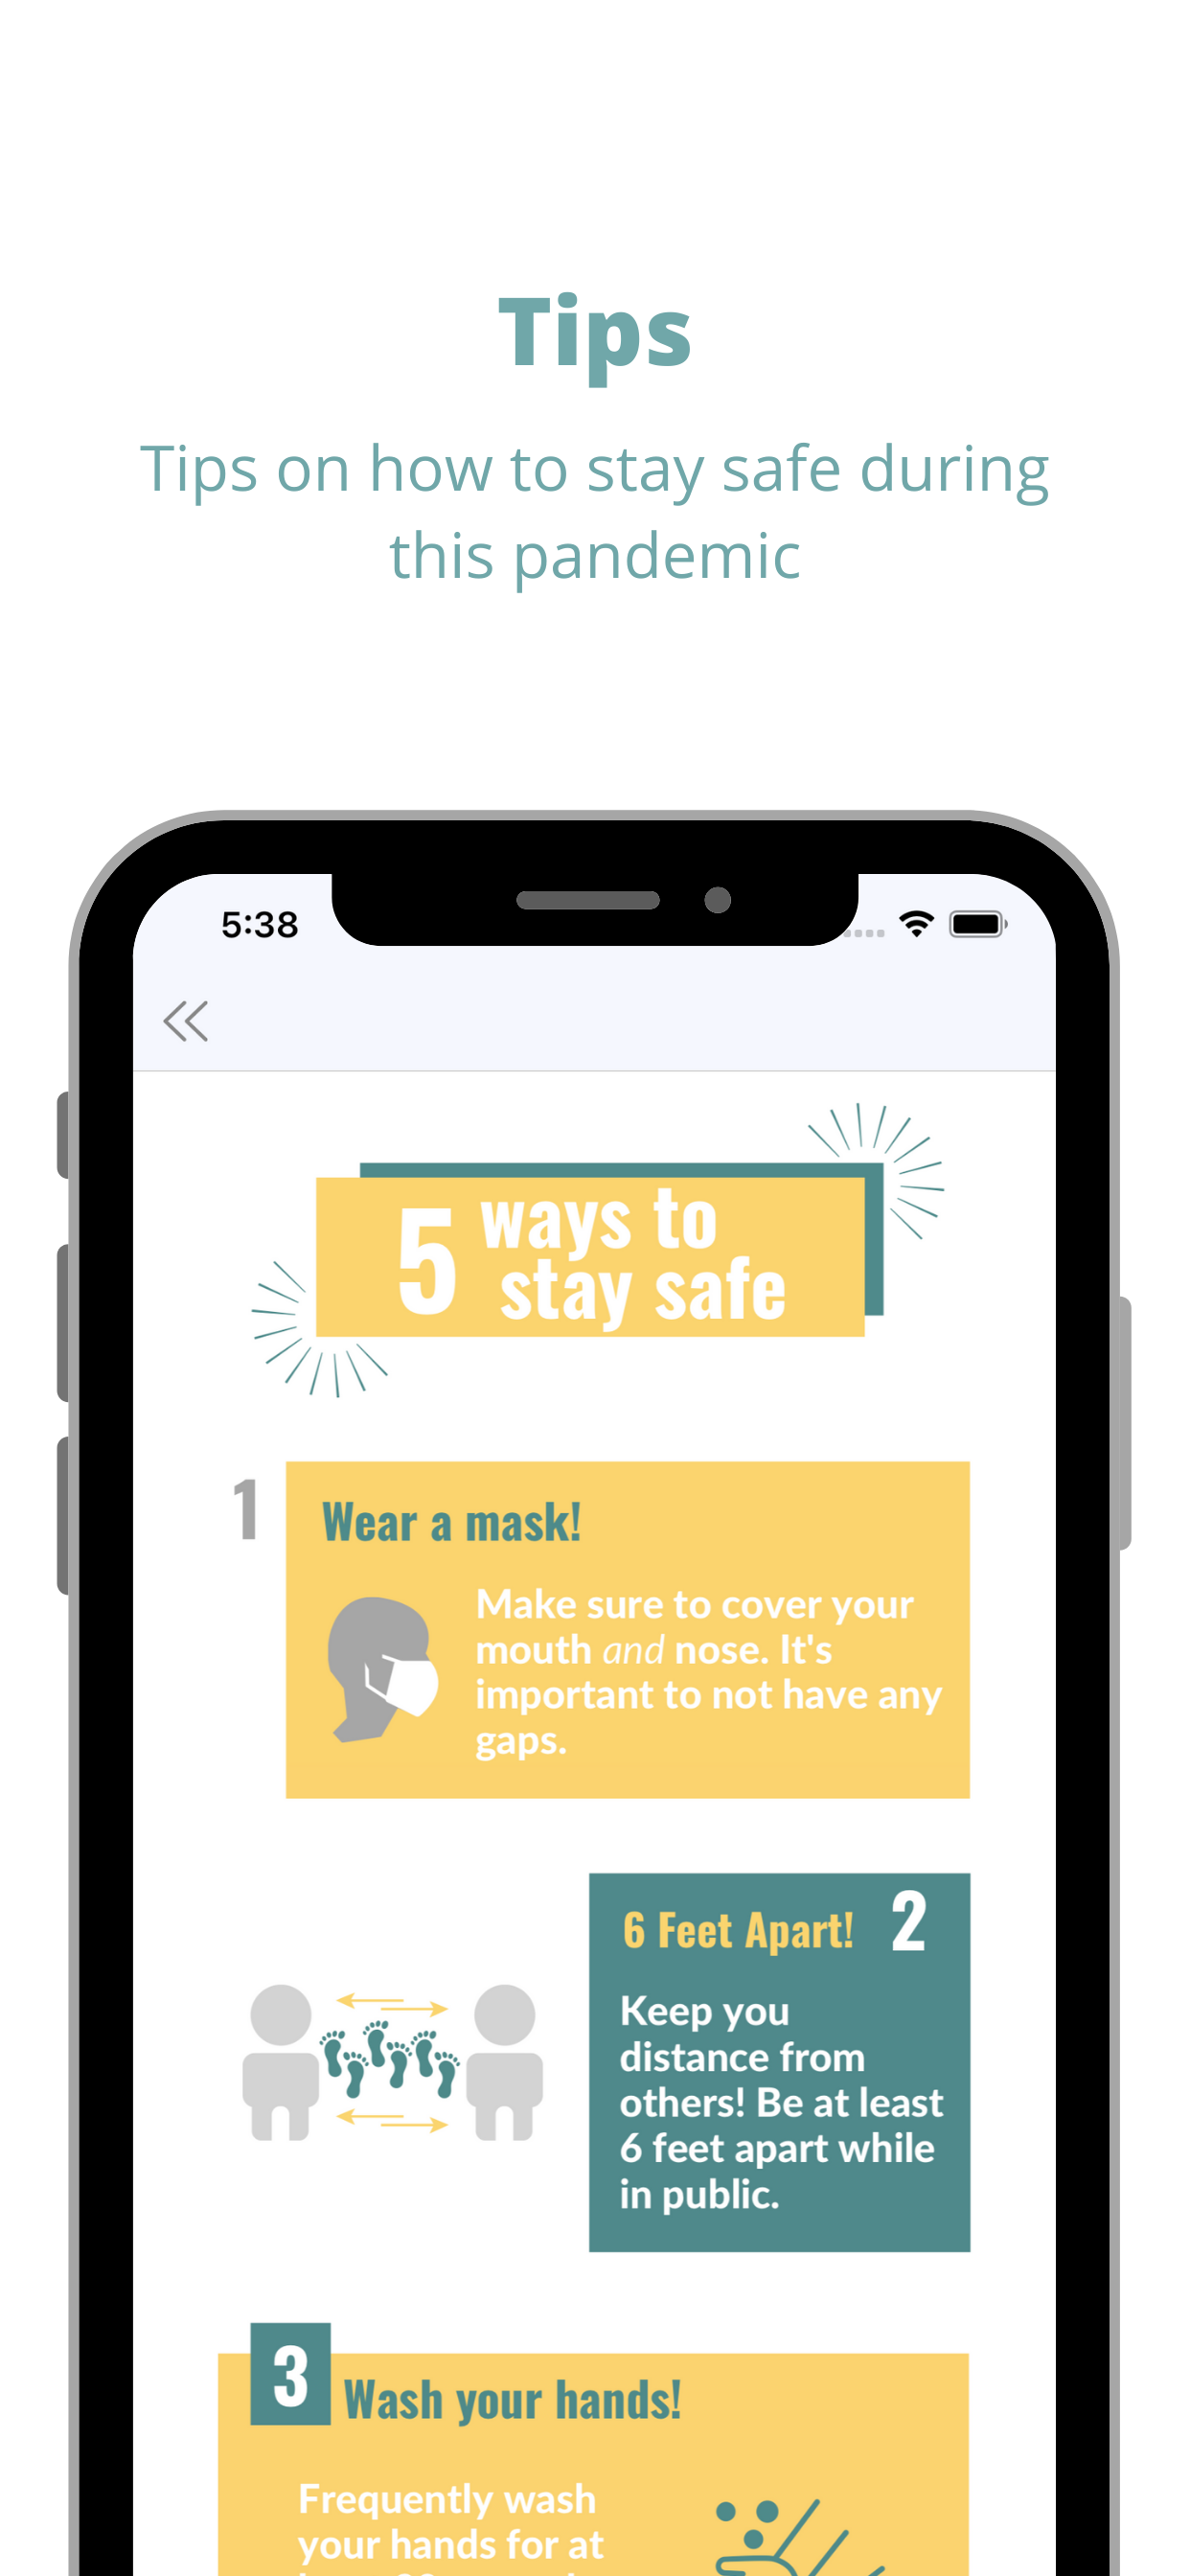 Tips
Tips on how to stay safe during
this pandemic
5:38
5 ways to
stay safe
1
Wear a mask!
Make sure to cover your
mouth and nose. It's
important to not have any
gaps.
6 Feet Apart! 2
Keep you
distance from
others! Be at least
6 feet apart while
in public.
3
Wash your hands!
Frequently wash
your hands for at